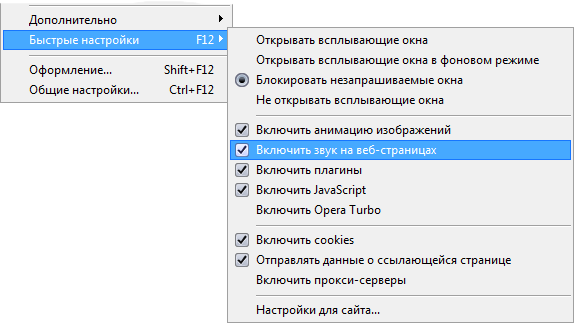 Дополнительно
Быстрые настройки F12
Оформление... Shift+F12
Общие настройки... Ctrl+F12
Открывать всплывающие окна
Открывать всплывающие окна в фоновом режиме
Блокировать незапрашиваемые окна
Не открывать всплывающие окна
Включить анимацию изображений
Включить звук на веб-страницах
Включить плагины
Включить JavaScript
Включить Opera Turbo
Включить cookies
Отправлять данные о ссылающейся странице
Включить прокси-серверы
Настройки для сайта...